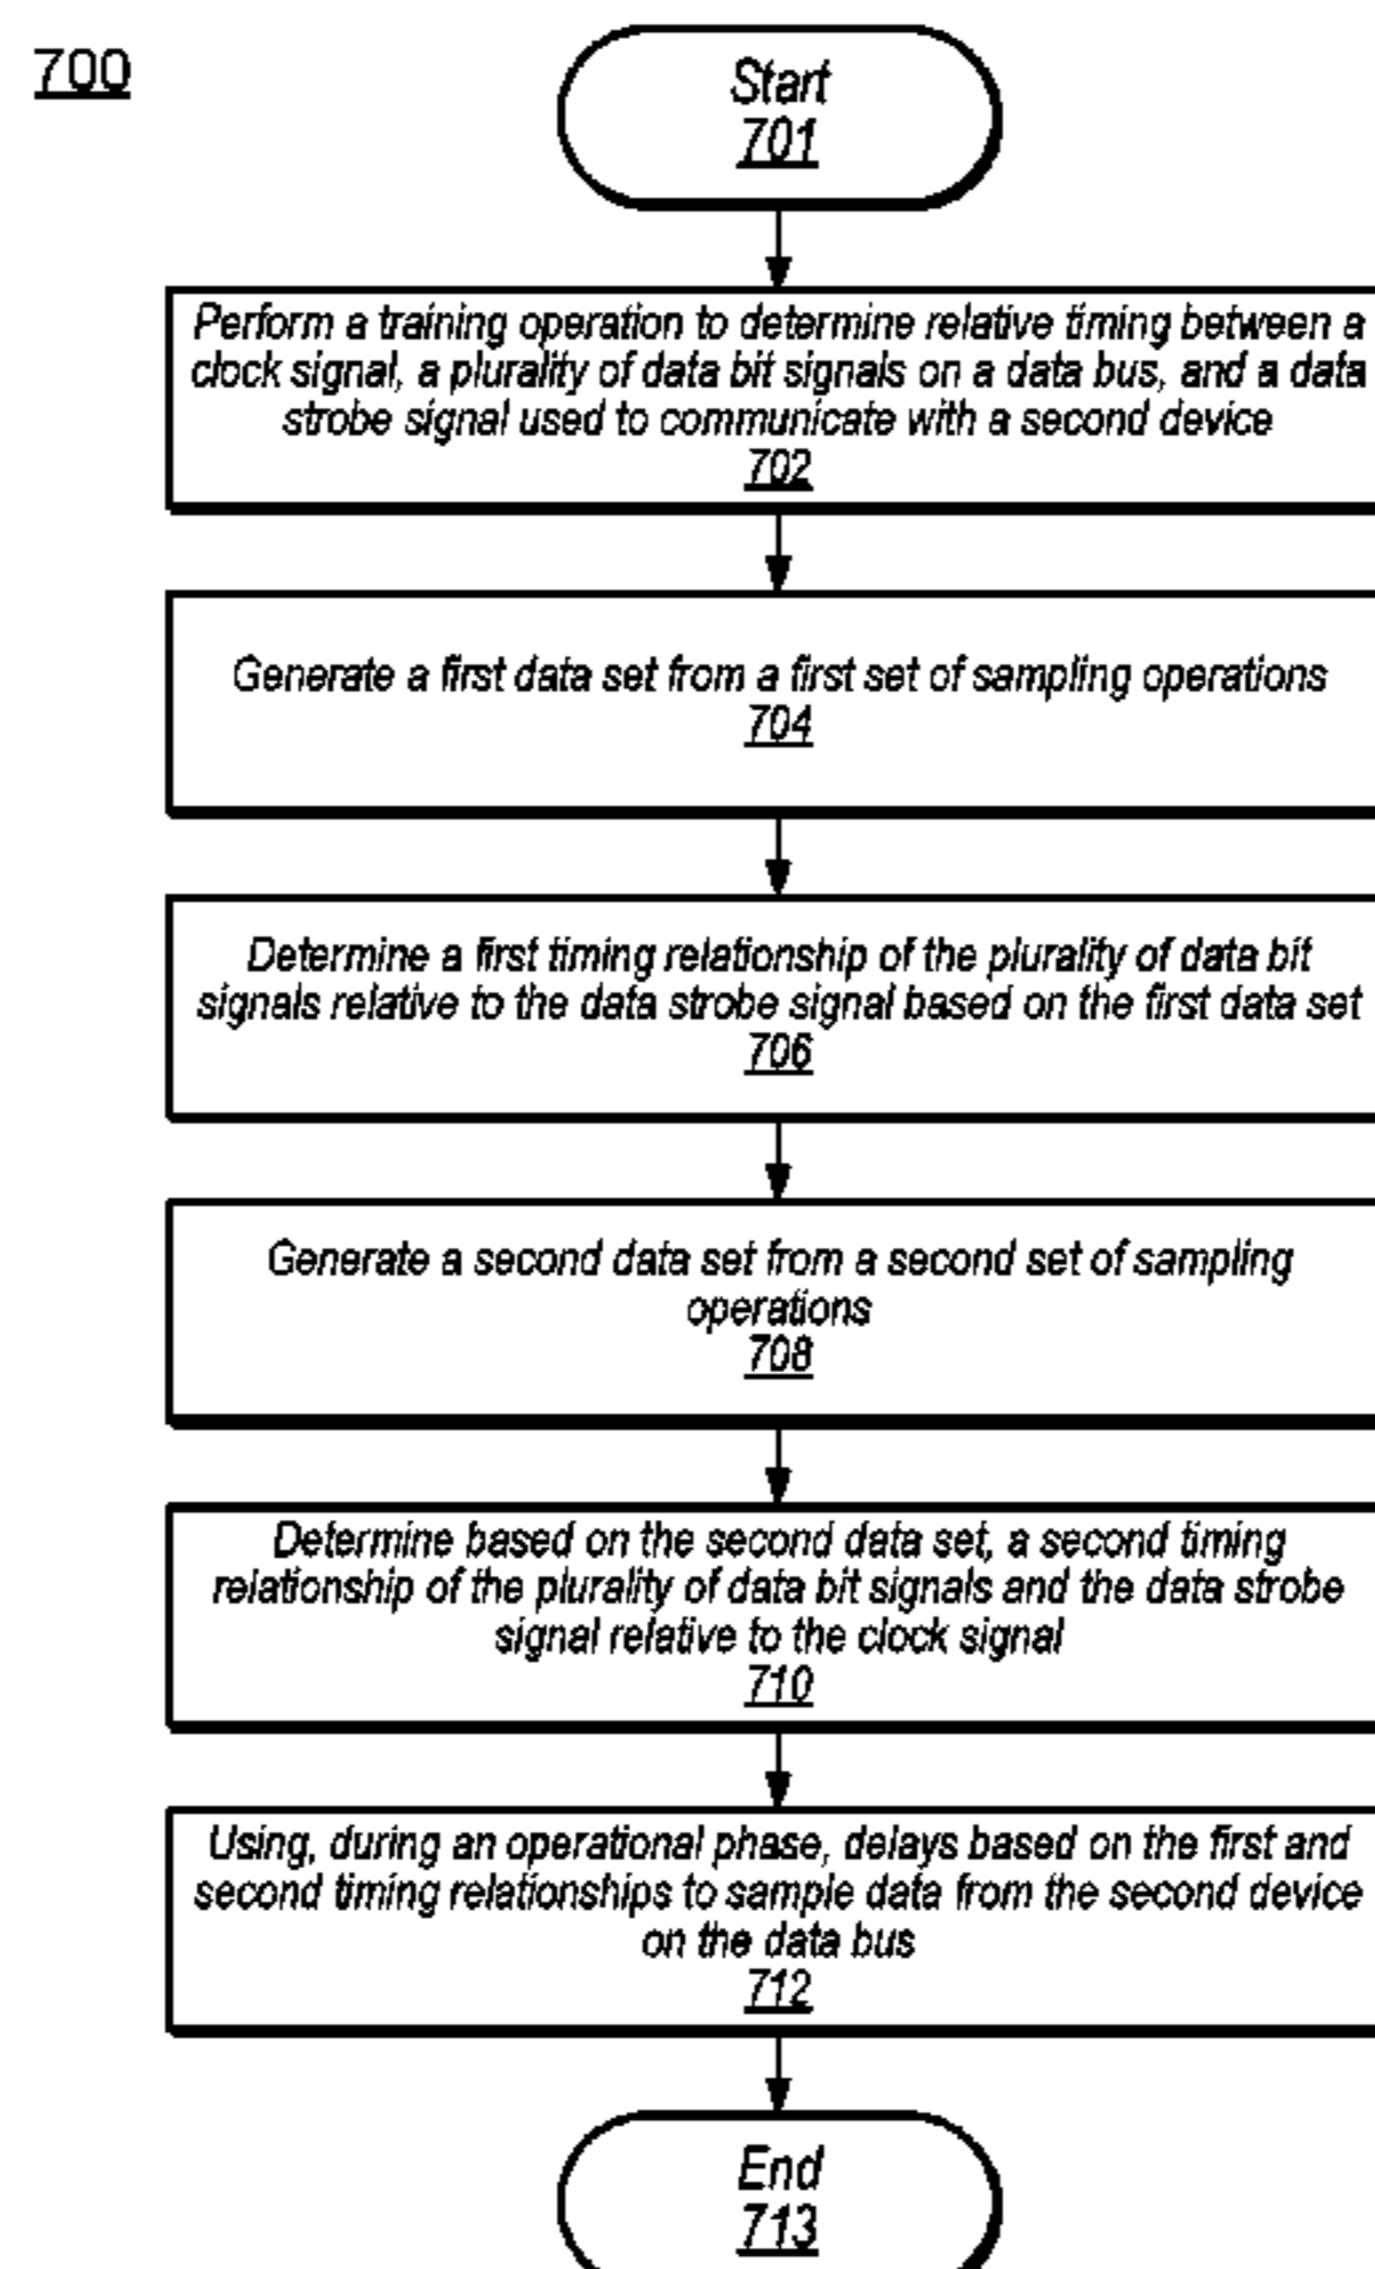 700
Start
701
Perform a training operation to determine relative timing between a
clock signal, a plurality of data bit signals on a data bus, and a data
strobe signal used to communicate with a second device
702
Generate a first data set from a first set of sampling operations
704
Determine a first timing relationship of the plurality of data bit
signals relative to the data strobe signal based on the first data set
706
Generate a second data set from a second set of sampling
operations
708
Determine based on the second data set, a second timing
relationship of the plurality of data bit signals and the data strobe
signal relative to the clock signal
710
Using, during an operational phase, delays based on the first and
second timing relationships to sample data from the second device
on the data bus
712
End
713